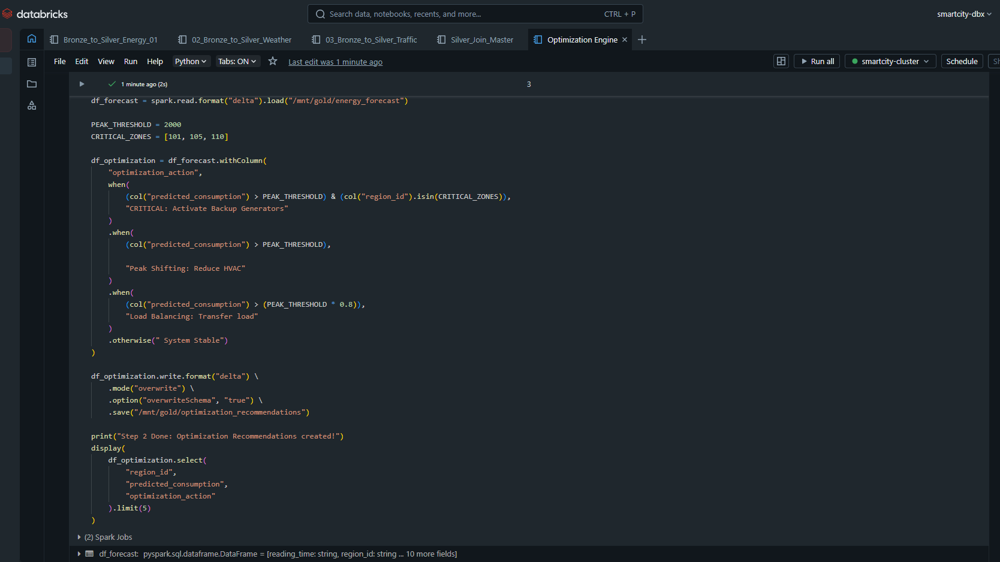 databricks
Search data, notebooks, recents, and more...
CTRL + P
smartcity-dbx
Bronze_to_Silver_Energy_01
02_Bronze_to_Silver_Weather
03_Bronze_to_Silver_Traffic
Silver_Join_Master
Optimization Engine
File Edit View Run Help Python Tabs: ON Last edit was 1 minute ago
Run all
smartcity-cluster
Schedule
Sh
1 minute ago (2s)
3
df_forecast = spark.read.format("delta").load("/mnt/gold/energy_forecast")
PEAK_THRESHOLD = 2000
CRITICAL_ZONES = [101, 105, 110]
df_optimization = df_forecast.withColumn(
"optimization_action",
when(
(col("predicted_consumption") > PEAK_THRESHOLD) & (col("region_id").isin(CRITICAL_ZONES)),
"CRITICAL: Activate Backup Generators"
)
.when(
(col("predicted_consumption") > PEAK_THRESHOLD),
"Peak Shifting: Reduce HVAC"
)
.when(
(col("predicted_consumption") > (PEAK_THRESHOLD * 0.8)),
"Load Balancing: Transfer load"
)
.otherwise(" System Stable")
)
df_optimization.write.format("delta") \
.mode("overwrite") \
.option("overwriteSchema", "true") \
.save("/mnt/gold/optimization_recommendations")
print("Step 2 Done: Optimization Recommendations created!")
display(
df_optimization.select(
"region_id",
"predicted_consumption",
"optimization_action"
).limit(5)
)
(2) Spark Jobs
df_forecast: pyspark.sql.dataframe.DataFrame = [reading_time: string, region_id: string ... 10 more fields]